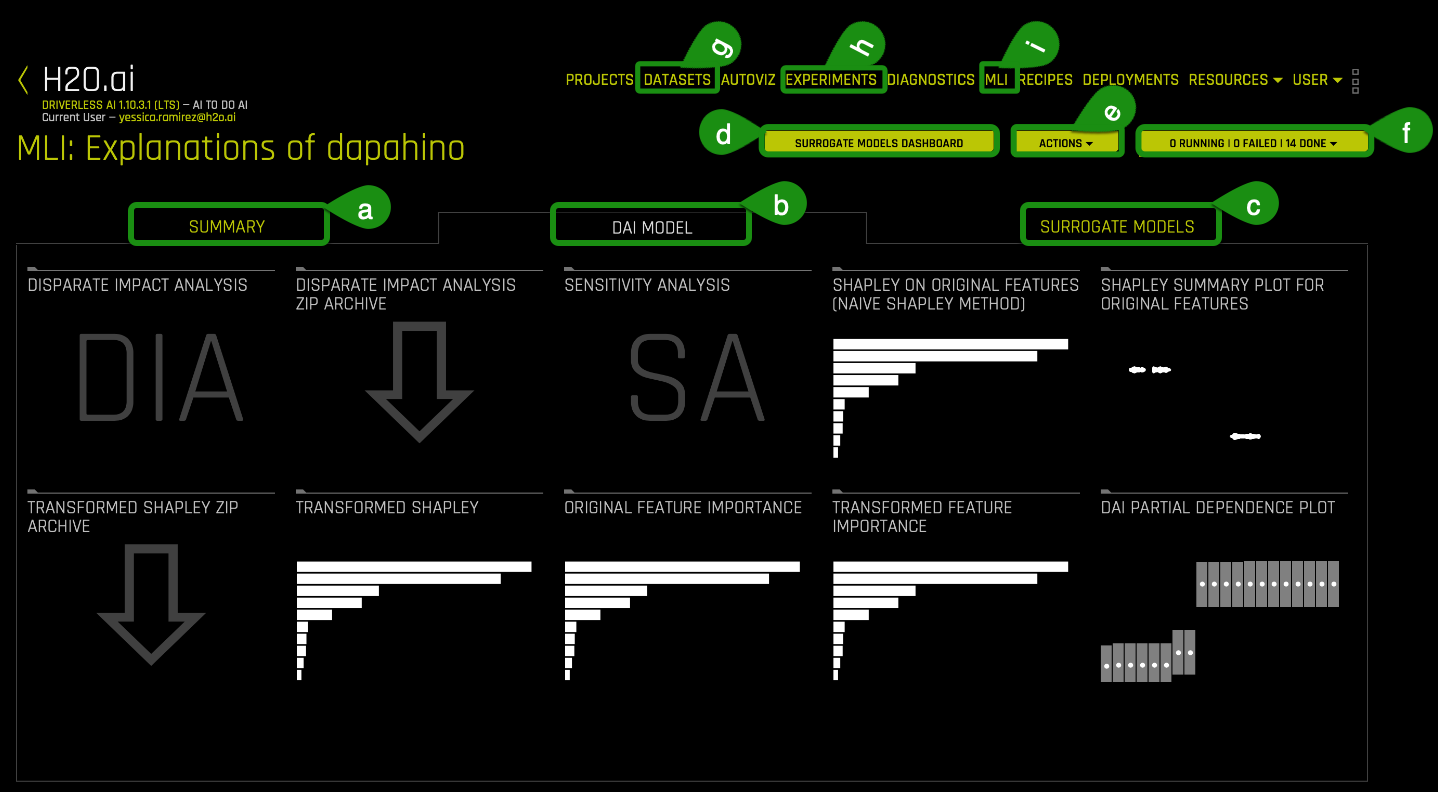 g
h
i
H2O.ai
PROJECTS DATASETS AUTOVIZ EXPERIMENTS DIAGNOSTICS MLI RECIPES DEPLOYMENTS RESOURCES USER
DRIVERLESS AI 1.10.3.1 (LTS) — AI TO DO AI
Current User — yessica.ramirez@h2o.ai
e
MLI: Explanations of dapahino
d
SURROGATE MODELS DASHBOARD
ACTIONS
0 RUNNING | 0 FAILED | 14 DONE
f
SUMMARY
a
DAI MODEL
b
SURROGATE MODELS
c
DISPARATE IMPACT ANALYSIS
DIA
DISPARATE IMPACT ANALYSIS
ZIP ARCHIVE
SENSITIVITY ANALYSIS
SA
SHAPLEY ON ORIGINAL FEATURES
(NAIVE SHAPLEY METHOD)
SHAPLEY SUMMARY PLOT FOR
ORIGINAL FEATURES
TRANSFORMED SHAPLEY ZIP
ARCHIVE
TRANSFORMED SHAPLEY
ORIGINAL FEATURE IMPORTANCE
TRANSFORMED FEATURE
IMPORTANCE
DAI PARTIAL DEPENDENCE PLOT